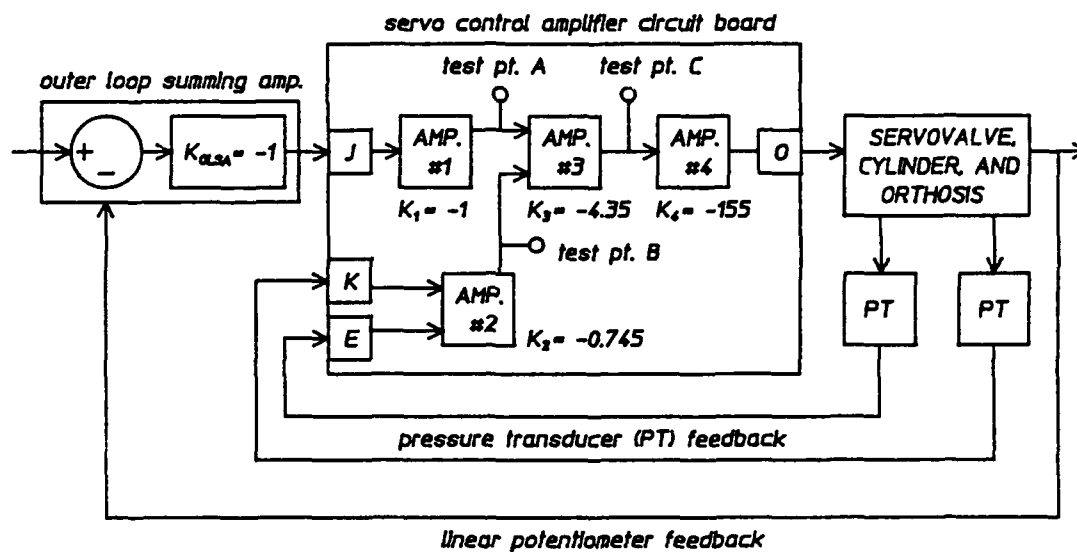 servo control amplifier circuit board
outer loop summing amp.
test pt. A
test pt. C
+
−
K_OLSA = -1
J
AMP.
#1
AMP.
#3
AMP.
#4
O
SERVOVALVE,
CYLINDER, AND
ORTHOSIS
K₁ = -1
K₃ = -4.35
K₄ = -155
test pt. B
K
AMP.
#2
E
K₂ = -0.745
PT
PT
pressure transducer (PT) feedback
linear potentiometer feedback